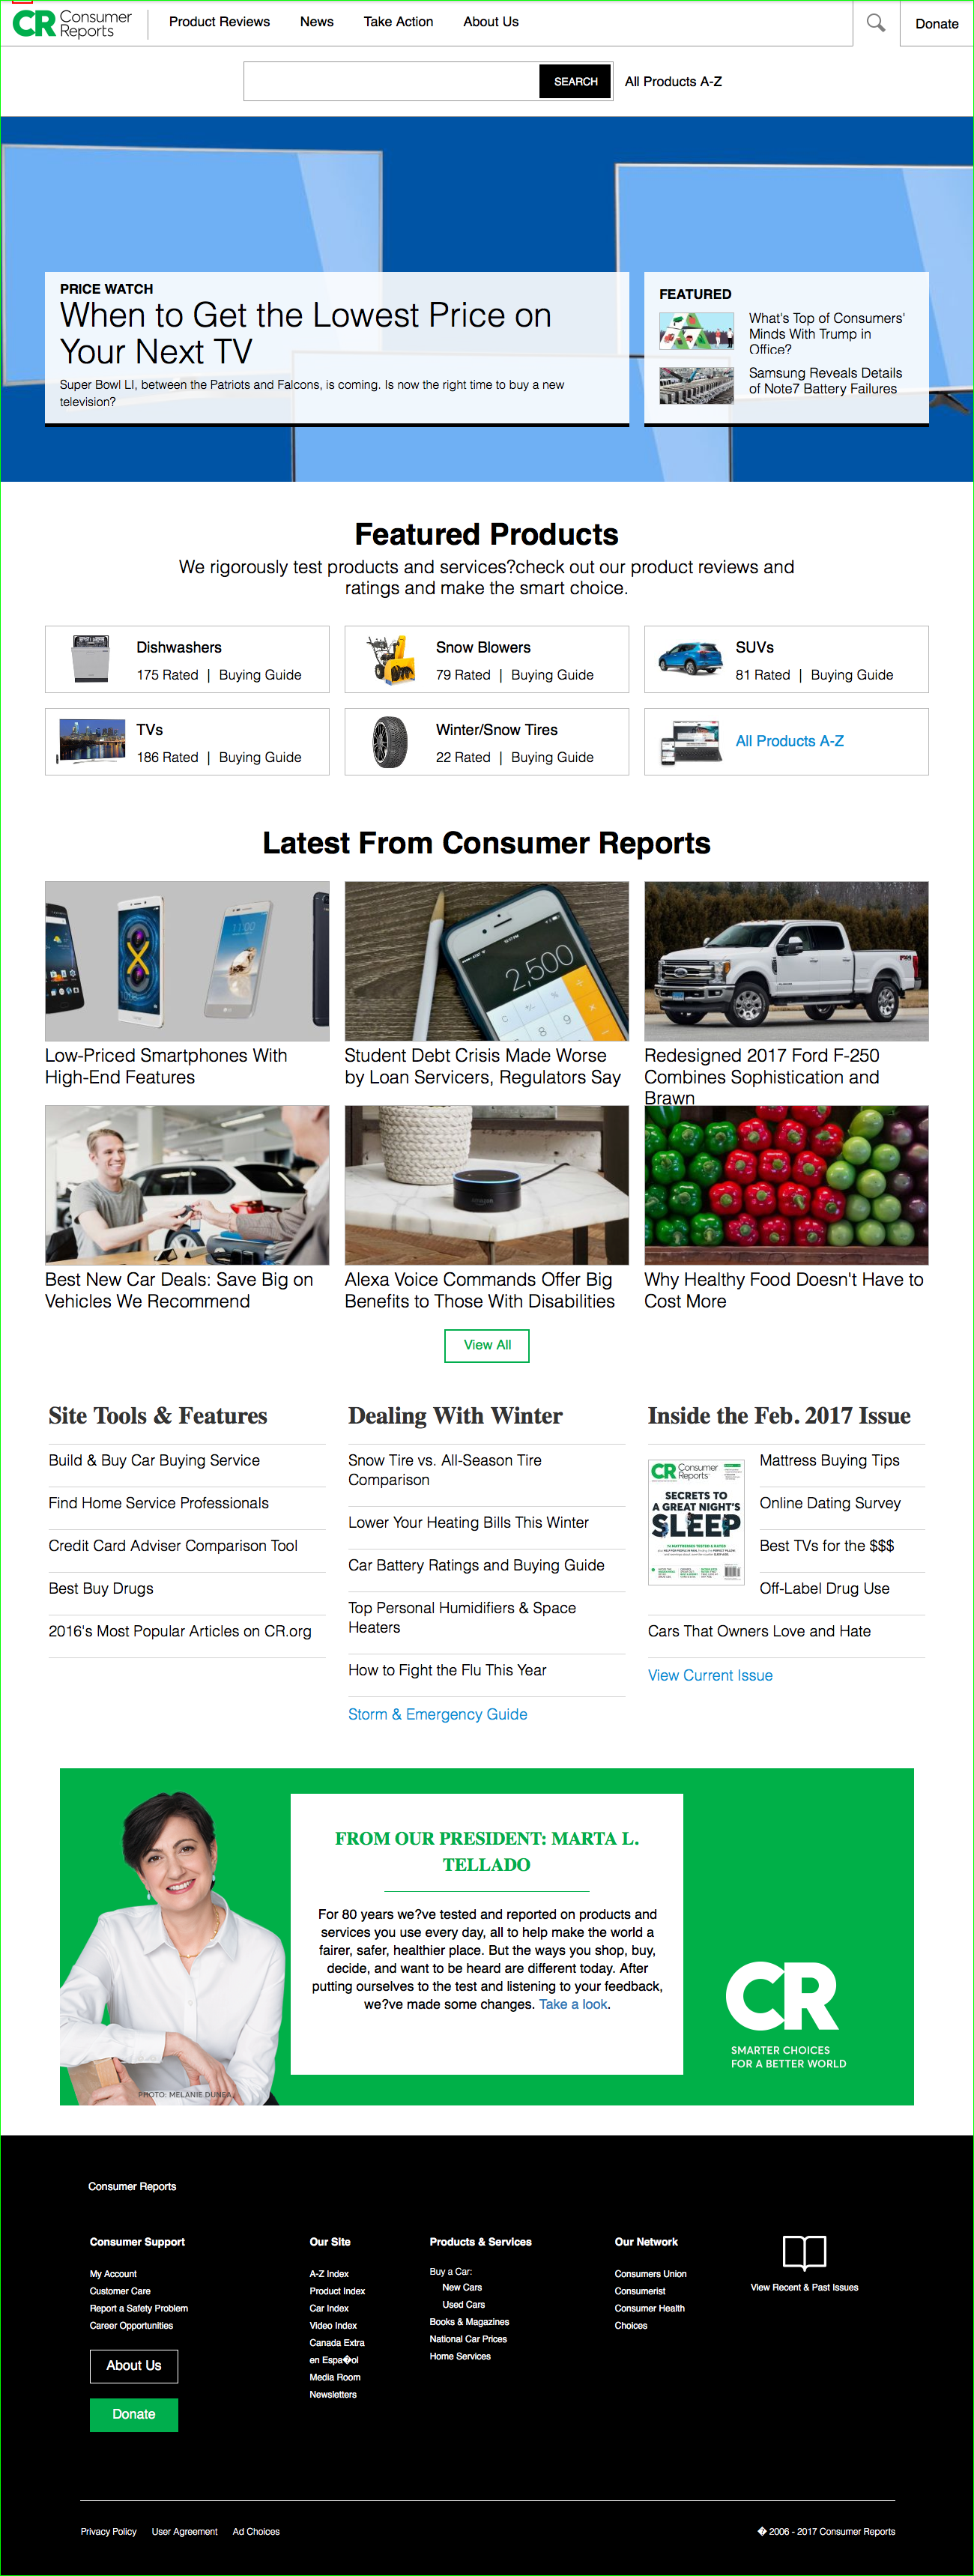 CR Consumer Reports
Product Reviews
News
Take Action
About Us
Donate
SEARCH
All Products A-Z
PRICE WATCH
When to Get the Lowest Price on
Your Next TV
Super Bowl LI, between the Patriots and Falcons, is coming. Is now the right time to buy a new
television?
FEATURED
What's Top of Consumers'
Minds With Trump in
Office?
Samsung Reveals Details
of Note7 Battery Failures
Featured Products
We rigorously test products and services?check out our product reviews and
ratings and make the smart choice.
Dishwashers
175 Rated | Buying Guide
Snow Blowers
79 Rated | Buying Guide
SUVs
81 Rated | Buying Guide
TVs
186 Rated | Buying Guide
Winter/Snow Tires
22 Rated | Buying Guide
All Products A-Z
Latest From Consumer Reports
11:00
2,500
Low-Priced Smartphones With
High-End Features
Student Debt Crisis Made Worse
by Loan Servicers, Regulators Say
Redesigned 2017 Ford F-250
Combines Sophistication and
Brawn
Best New Car Deals: Save Big on
Vehicles We Recommend
Alexa Voice Commands Offer Big
Benefits to Those With Disabilities
Why Healthy Food Doesn't Have to
Cost More
View All
Site Tools & Features
Build & Buy Car Buying Service
Find Home Service Professionals
Credit Card Adviser Comparison Tool
Best Buy Drugs
2016's Most Popular Articles on CR.org
Dealing With Winter
Snow Tire vs. All-Season Tire
Comparison
Lower Your Heating Bills This Winter
Car Battery Ratings and Buying Guide
Top Personal Humidifiers & Space
Heaters
How to Fight the Flu This Year
Storm & Emergency Guide
Inside the Feb. 2017 Issue
CR Consumer Reports
SECRETS TO
A GREAT NIGHT'S
SLEEP
Mattress Buying Tips
Online Dating Survey
Best TVs for the $$$
Off-Label Drug Use
Cars That Owners Love and Hate
View Current Issue
FROM OUR PRESIDENT: MARTA L.
TELLADO
For 80 years we?ve tested and reported on products and
services you use every day, all to help make the world a
fairer, safer, healthier place. But the ways you shop, buy,
decide, and want to be heard are different today. After
putting ourselves to the test and listening to your feedback,
we?ve made some changes. Take a look.
PHOTO: MELANIE DUNEA
CR
SMARTER CHOICES
FOR A BETTER WORLD
Consumer Reports
Consumer Support
My Account
Customer Care
Report a Safety Problem
Career Opportunities
About Us
Donate
Our Site
A-Z Index
Product Index
Car Index
Video Index
Canada Extra
en Espa�ol
Media Room
Newsletters
Products & Services
Buy a Car:
New Cars
Used Cars
Books & Magazines
National Car Prices
Home Services
Our Network
Consumers Union
Consumerist
Consumer Health
Choices
View Recent & Past Issues
Privacy Policy
User Agreement
Ad Choices
� 2006 - 2017 Consumer Reports